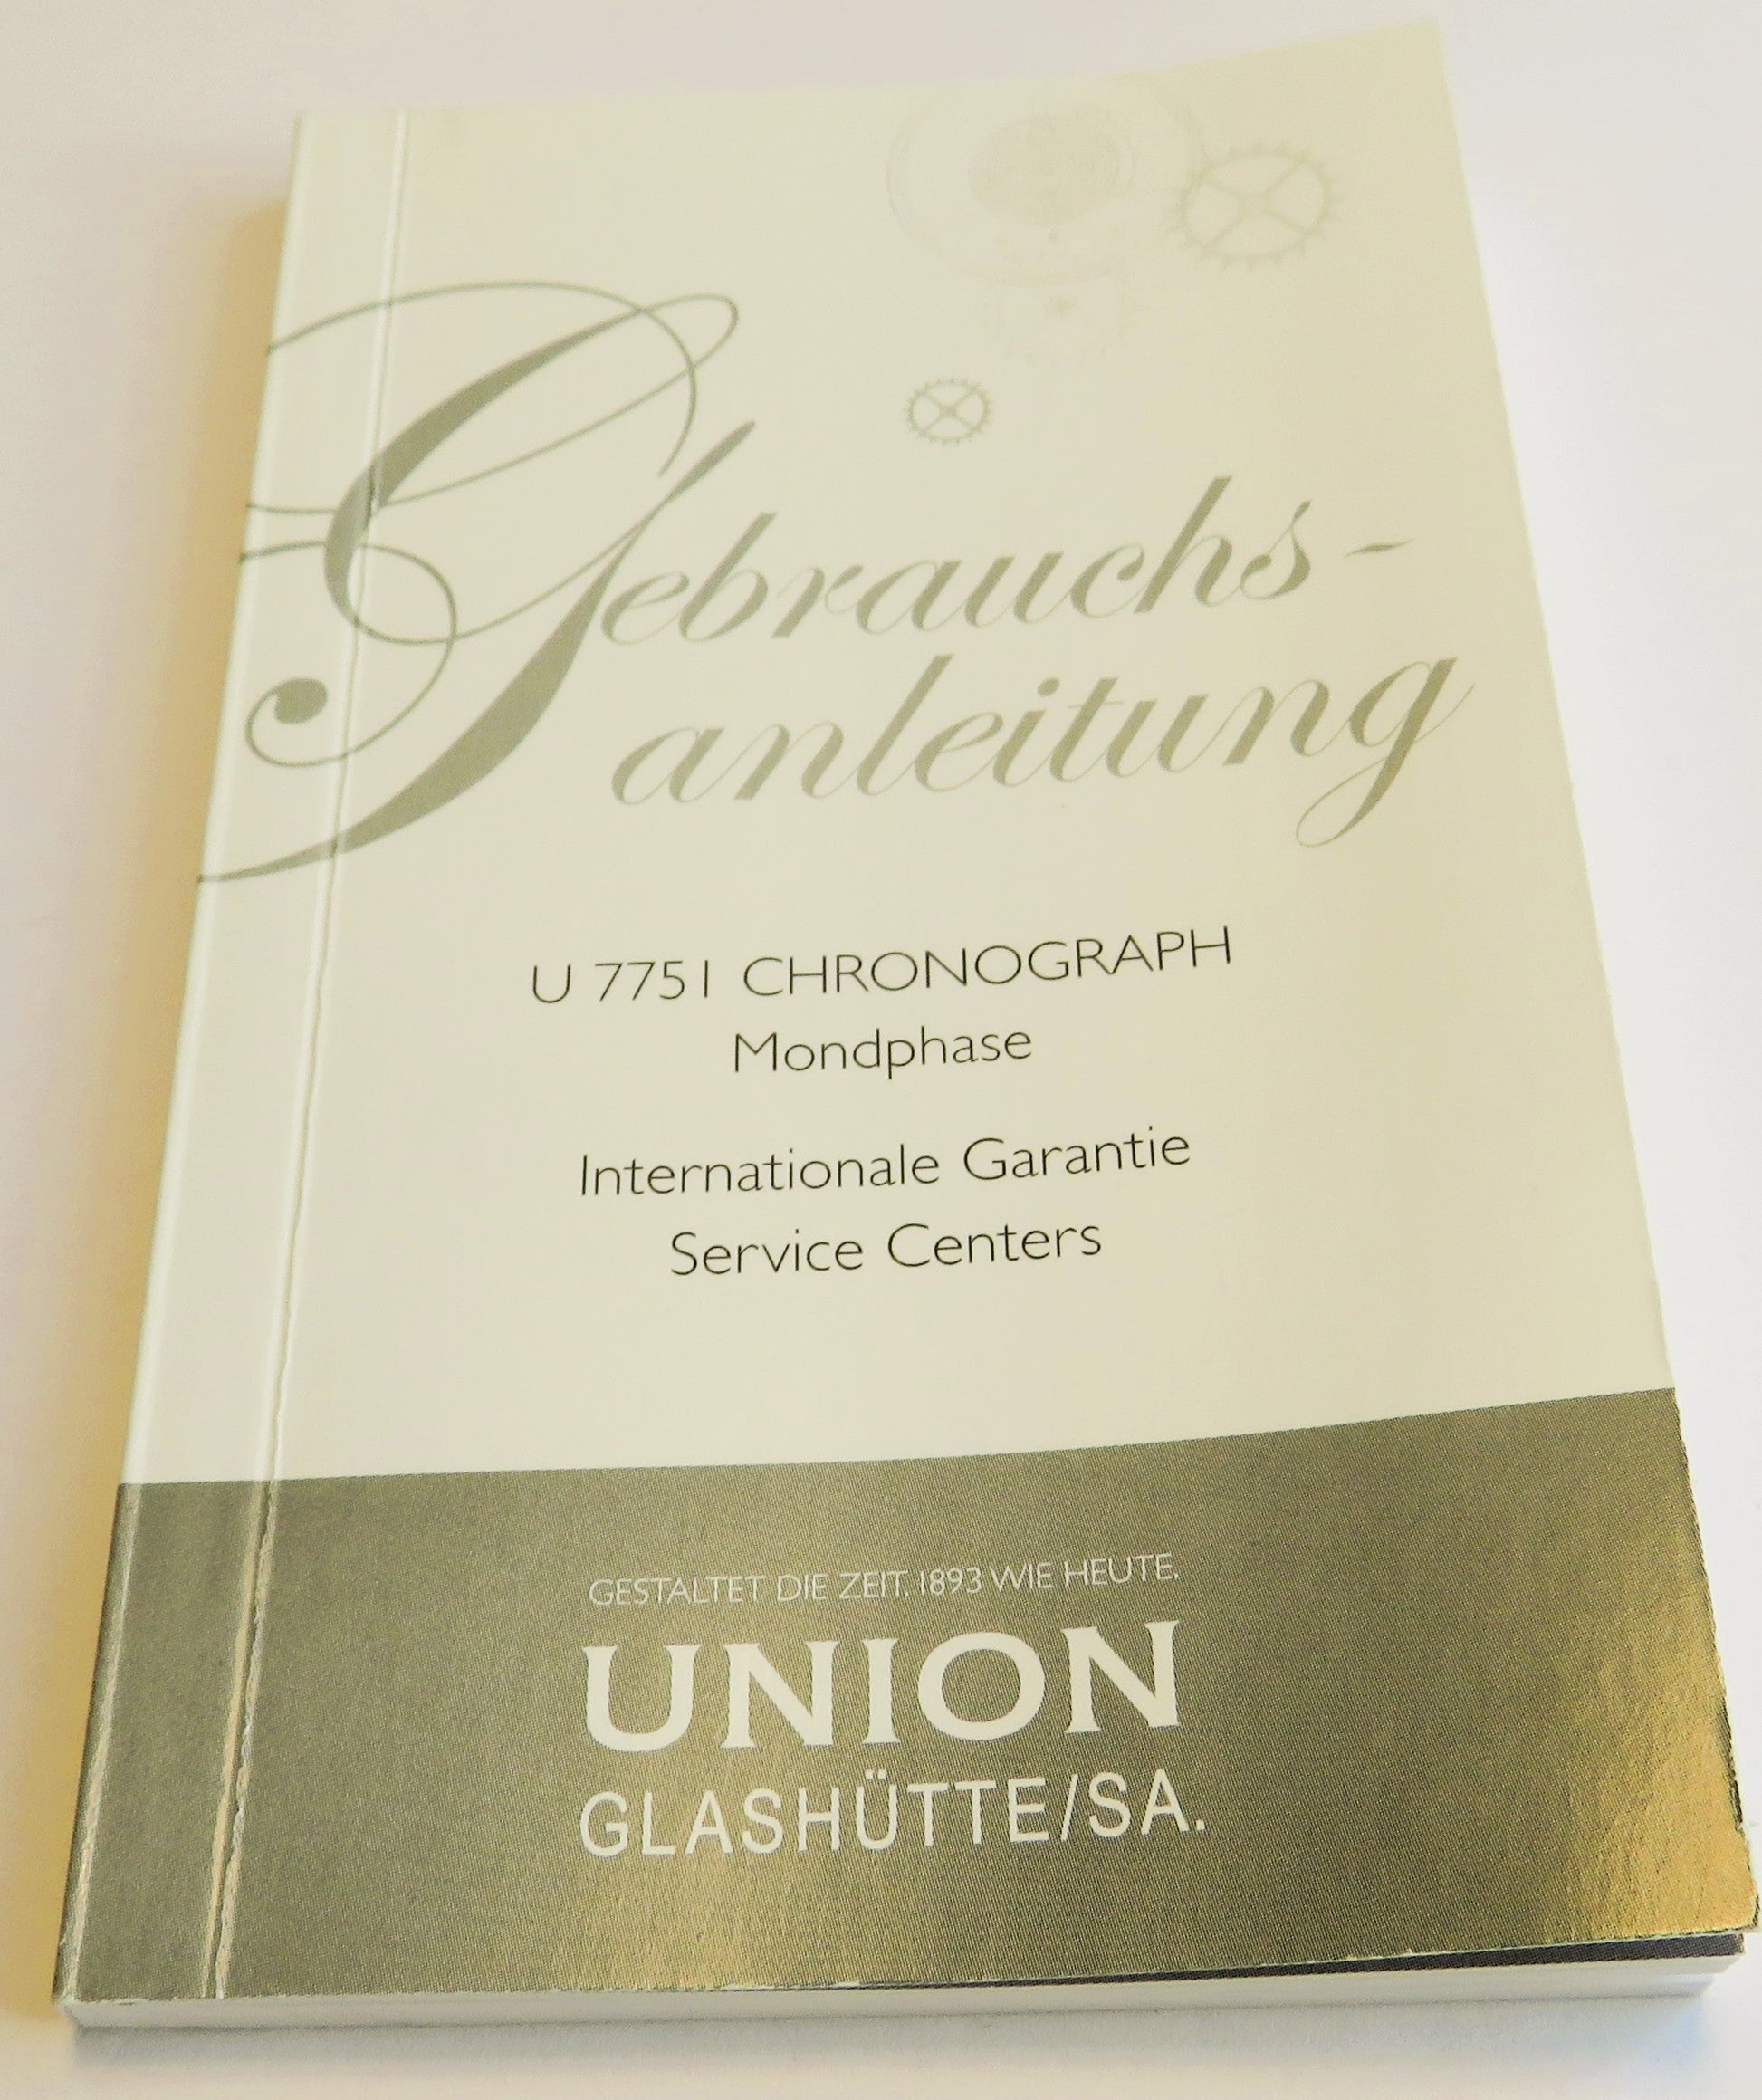 Gebrauchs-
anleitung
U 7751 CHRONOGRAPH
Mondphase
Internationale Garantie
Service Centers
GESTALTET DIE ZEIT. 1893 WIE HEUTE.
UNION
GLASHÜTTE/SA.